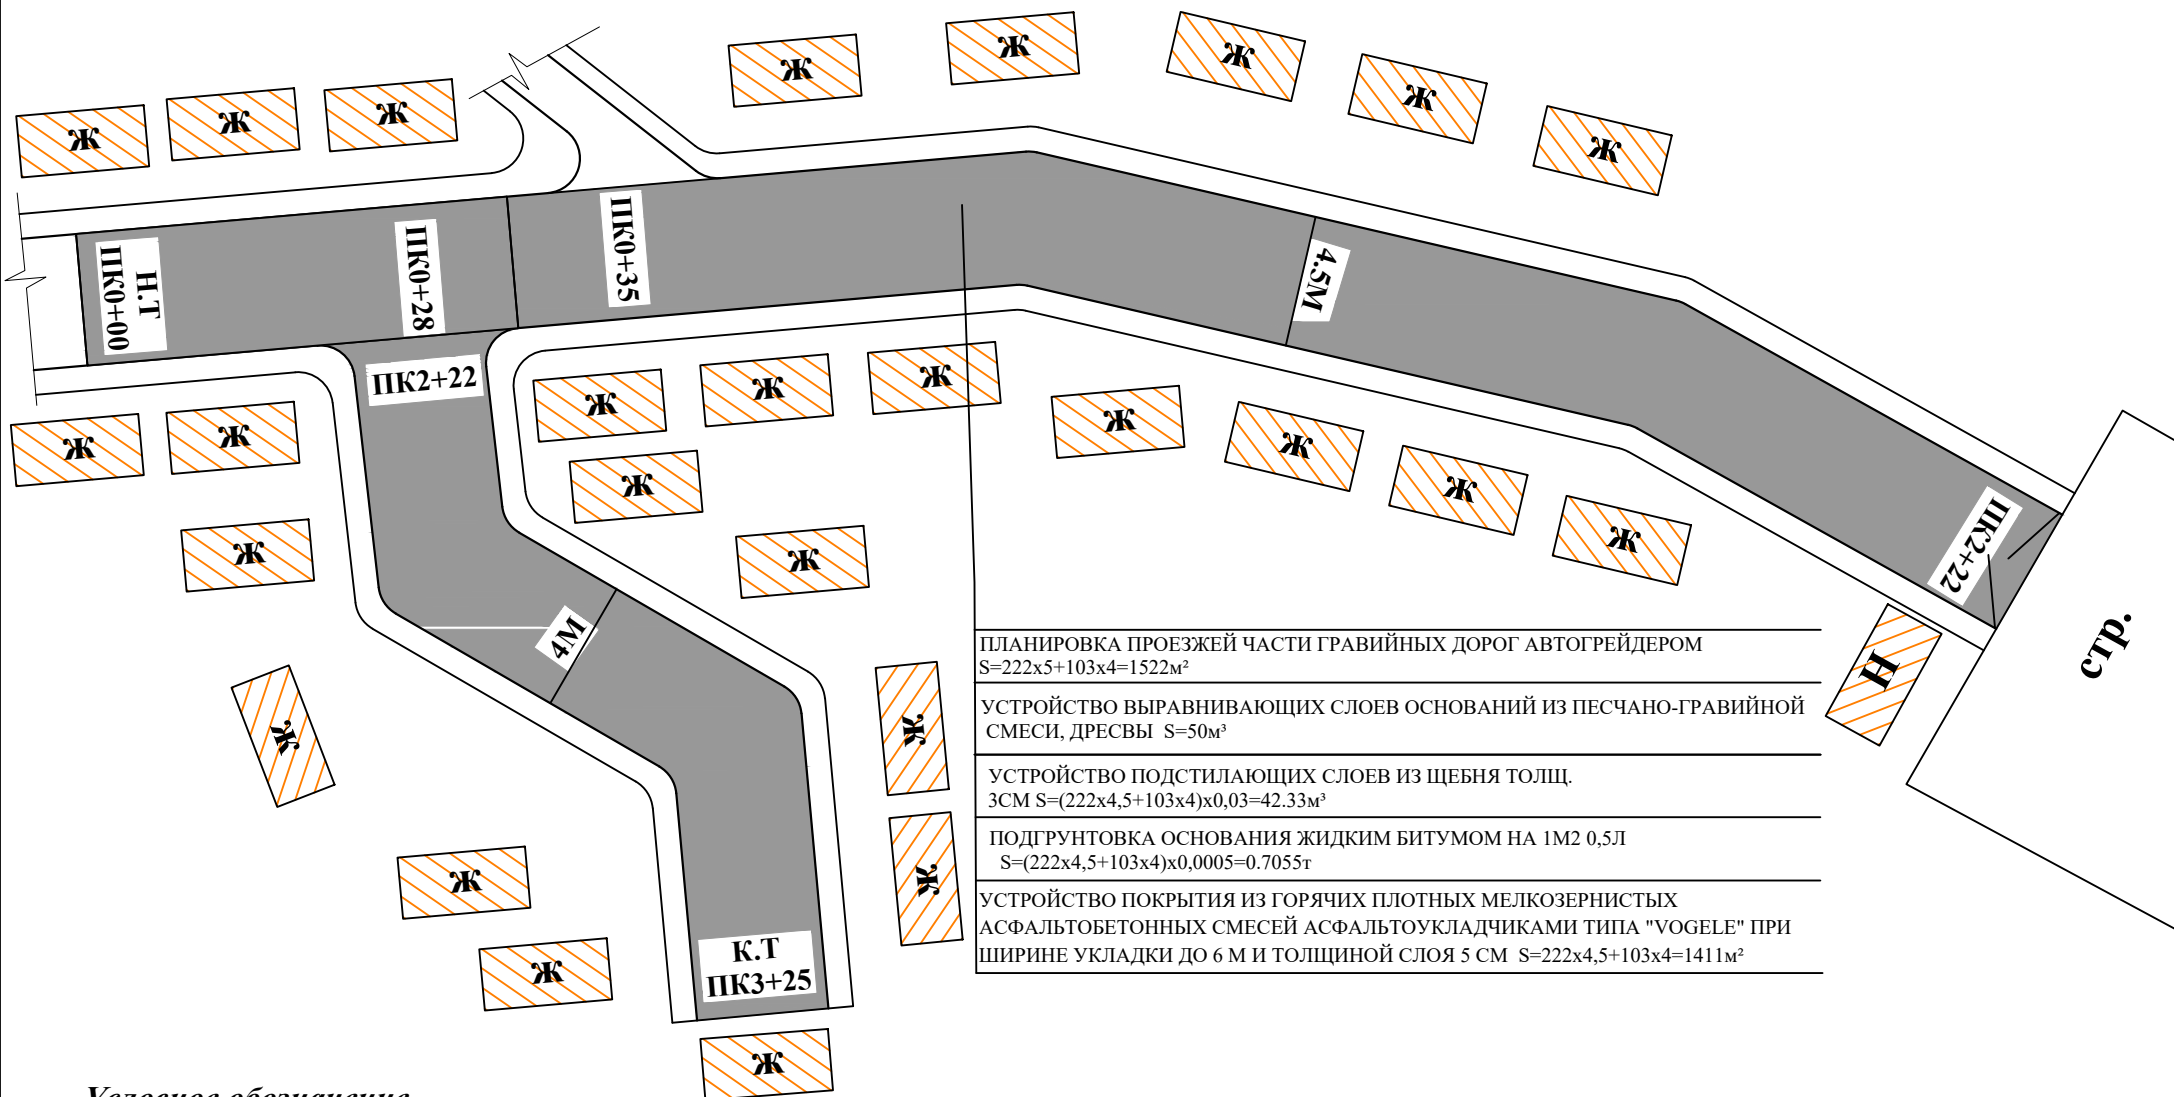 Ж
Ж
Ж
Ж
Ж
Ж
Ж
Ж
Н.Т
ПК0+00
ПК0+28
ПК0+35
4.5М
ПК2+22
ПК2+22
Ж
Ж
Ж
Ж
Ж
Ж
Ж
Ж
Ж
Ж
Ж
Ж
Ж
4М
Н
стр.
Ж
Ж
Ж
Ж
Ж
К.Т
ПК3+25
Ж
ПЛАНИРОВКА ПРОЕЗЖЕЙ ЧАСТИ ГРАВИЙНЫХ ДОРОГ АВТОГРЕЙДЕРОМ
S=222х5+103х4=1522м²
УСТРОЙСТВО ВЫРАВНИВАЮЩИХ СЛОЕВ ОСНОВАНИЙ ИЗ ПЕСЧАНО-ГРАВИЙНОЙ
СМЕСИ, ДРЕСВЫ S=50м³
УСТРОЙСТВО ПОДСТИЛАЮЩИХ СЛОЕВ ИЗ ЩЕБНЯ ТОЛЩ.
3СМ S=(222х4,5+103х4)х0,03=42.33м³
ПОДГРУНТОВКА ОСНОВАНИЯ ЖИДКИМ БИТУМОМ НА 1М2 0,5Л
S=(222х4,5+103х4)х0,0005=0.7055т
УСТРОЙСТВО ПОКРЫТИЯ ИЗ ГОРЯЧИХ ПЛОТНЫХ МЕЛКОЗЕРНИСТЫХ
АСФАЛЬТОБЕТОННЫХ СМЕСЕЙ АСФАЛЬТОУКЛАДЧИКАМИ ТИПА "VOGELE" ПРИ
ШИРИНЕ УКЛАДКИ ДО 6 М И ТОЛЩИНОЙ СЛОЯ 5 СМ S=222х4,5+103х4=1411м²
Условное обозначение